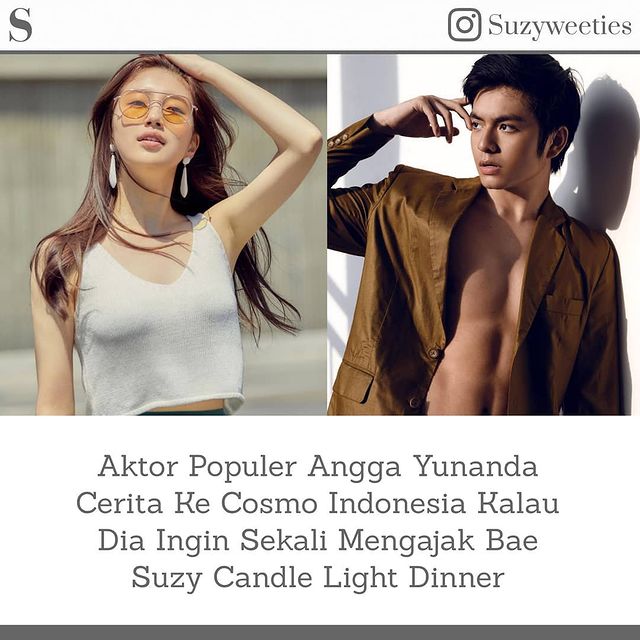 S
Suzyweeties
Aktor Populer Angga Yunanda
Cerita Ke Cosmo Indonesia Kalau
Dia Ingin Sekali Mengajak Bae
Suzy Candle Light Dinner